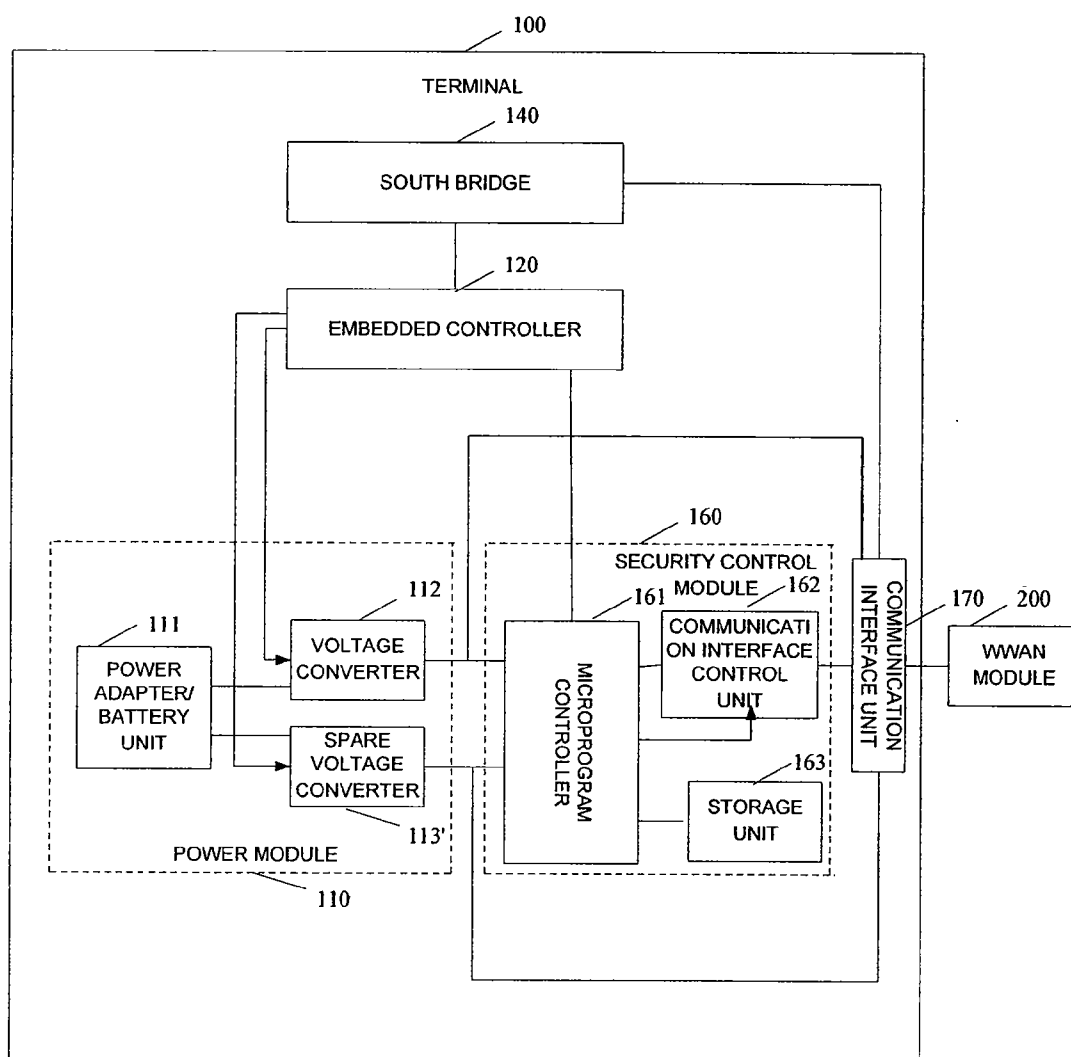 100
TERMINAL
140
SOUTH BRIDGE
120
EMBEDDED CONTROLLER
160
SECURITY CONTROL
MODULE
162
112
161
170
200
111
VOLTAGE
CONVERTER
COMMUNICATI
ON INTERFACE
CONTROL
UNIT
COMMUNICATION
INTERFACE UNIT
WWAN
MODULE
POWER
ADAPTER/
BATTERY
UNIT
MICROPROGRAM
CONTROLLER
SPARE
VOLTAGE
CONVERTER
163
STORAGE
UNIT
113'
POWER MODULE
110